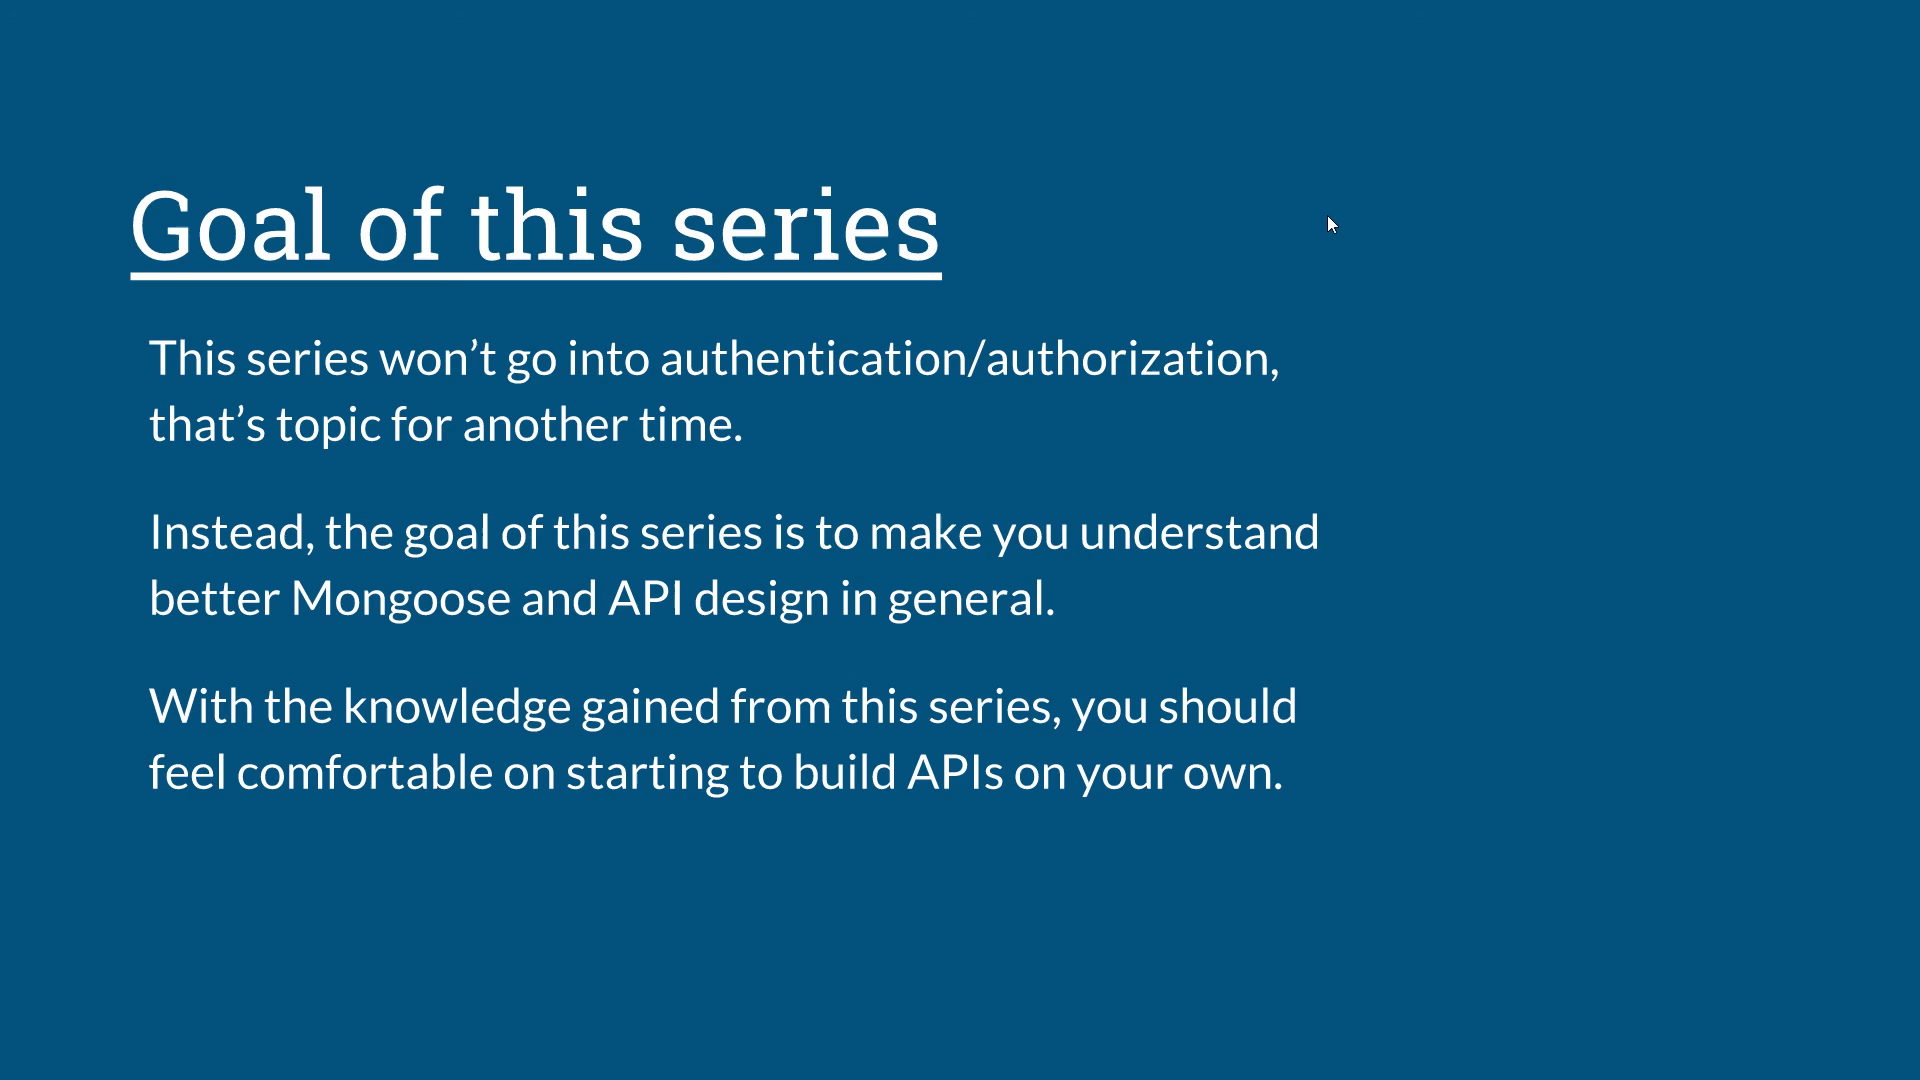 Goal of this series
This series won’t go into authentication/authorization,
that’s topic for another time.
Instead, the goal of this series is to make you understand
better Mongoose and API design in general.
With the knowledge gained from this series, you should
feel comfortable on starting to build APIs on your own.